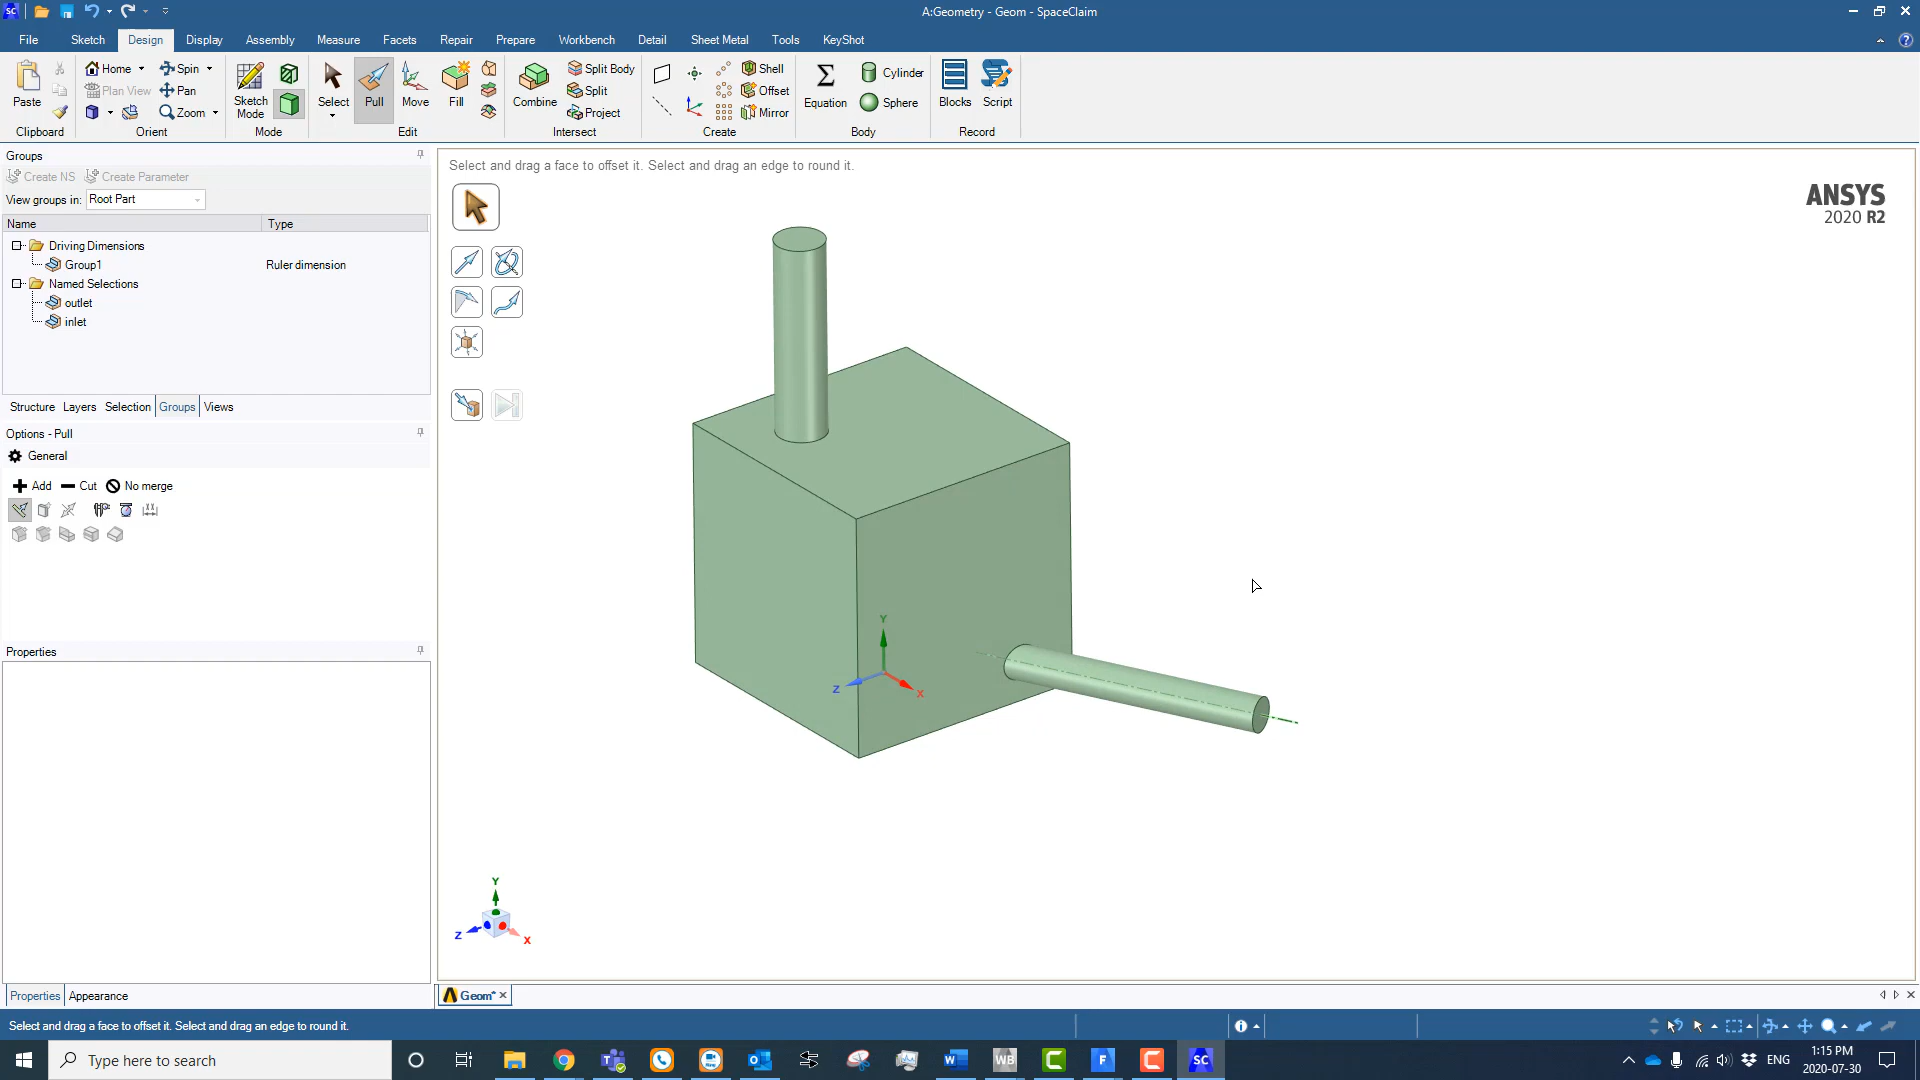 SC
A:Geometry - Geom - SpaceClaim
File Sketch Design Display Assembly Measure Facets Repair Prepare Workbench Detail Sheet Metal Tools KeyShot
Paste
Clipboard
Home Spin
Plan View Pan
Zoom
Orient
Sketch Mode
Mode
Select Pull Move Fill
Edit
Combine
Split Body
Split
Project
Intersect
Shell
Offset
Mirror
Create
Equation
Cylinder
Sphere
Body
Blocks Script
Record
Groups
Create NS Create Parameter
View groups in: Root Part
Name Type
Driving Dimensions
Group1 Ruler dimension
Named Selections
outlet
inlet
Structure Layers Selection Groups Views
Options - Pull
General
Add Cut No merge
Properties
Properties Appearance
Select and drag a face to offset it. Select and drag an edge to round it.
ANSYS
2020 R2
Y
Z
X
Y
Z
X
Geom*
Select and drag a face to offset it. Select and drag an edge to round it.
Type here to search
W
WB
C
F
C
SC
ENG
1:15 PM
2020-07-30